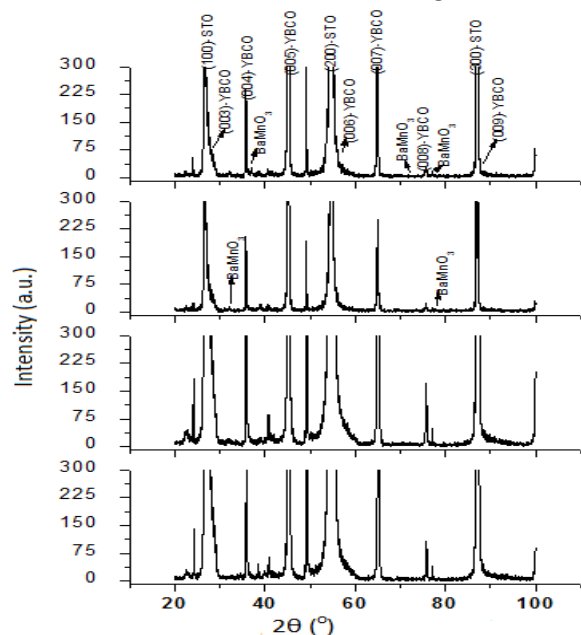 (100)-STO
(003)-YBCO
(004)-YBCO
BaMnO₃
(005)-YBCO
(200)-STO
(006)-YBCO
(007)-YBCO
BaMnO₃
(008)-YBCO
BaMnO₃
(009)-YBCO
300
225
150
75
0
BaMnO₃
BaMnO₃
300
225
150
75
0
300
225
150
75
0
300
225
150
75
0
Intensity (a.u.)
20 40 60 80 100
2θ (°)